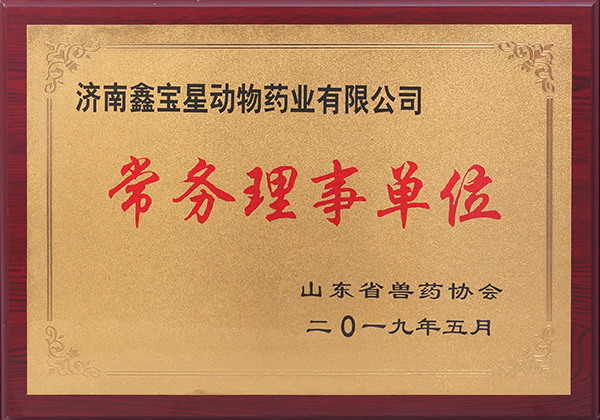 济南鑫宝星动物药业有限公司
常务理事单位
山东省兽药协会
二0一九年五月